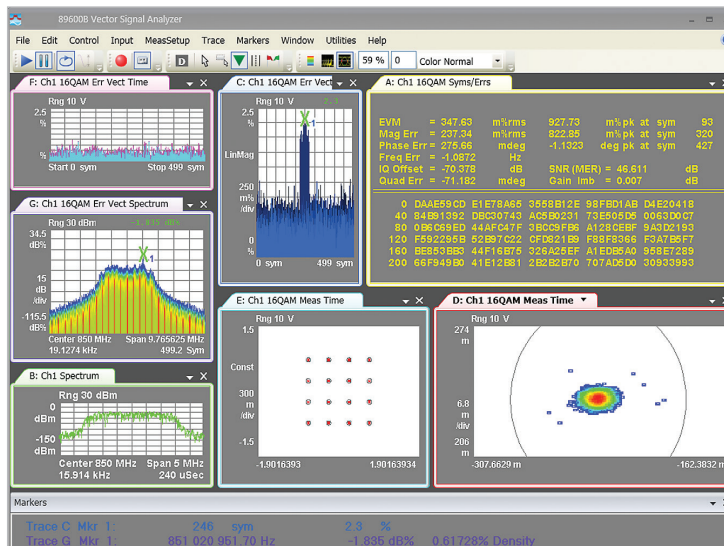 89600B Vector Signal Analyzer
File Edit Control Input MeasSetup Trace Markers Window Utilities Help
59 % 0 Color Normal
F: Ch1 16QAM Err Vect Time
Rng 10 V
2.5
%
%
Start 0 sym Stop 499 sym
G: Ch1 16QAM Err Vect Spectrum
Rng 30 dBm -1.835 dB%
34.5
dB%
1
15
dB
/div
-115.5
dB%
Center 850 MHz Span 9.765625 MHz
19.1274 kHz 499.2 Sym
B: Ch1 Spectrum
Rng 30 dBm
0
dBm
-150
dBm
Center 850 MHz Span 5 MHz
15.914 kHz 240 uSec
C: Ch1 16QAM Err Vect
Rng 10 V 2.3
2.5
%
1
LinMag
250
m%
/div
0
%
0 sym 499 sym
A: Ch1 16QAM Syms/Errs
EVM = 347.63 m%rms 927.73 m%pk at sym 93
Mag Err = 237.34 m%rms 822.85 m%pk at sym 320
Phase Err = 275.66 mdeg -1.1323 deg pk at sym 427
Freq Err = -1.0872 Hz
IQ Offset = -70.378 dB SNR (MER) = 46.611 dB
Quad Err = -71.182 mdeg Gain Imb = 0.007 dB
0 DAAE59CD E1E78A65 3558B12E 98FBD1AB D4E20418
40 84B91392 DBC30743 AC5B0231 73E505D5 0063D0C7
80 0B6C69ED 44AFC47F 3BCC9FB6 A128CEBF 9A3D2193
120 F592295B 52B97C22 CFD821B9 F88F8366 F3A7B5F7
160 BE853BB3 44F16B75 326A25EF A1EDB5A0 958E7289
200 66F949B0 41E12B81 2B2B2B70 707AD5D0 30933993
E: Ch1 16QAM Meas Time
Rng 10 V
1.5
Const
300
m
/div
-1.5
-1.9016393 1.90163934
D: Ch1 16QAM Meas Time
Rng 10 V
274
m
6.8
m
/div
206
m
-307.6629 m -162.3832 m
Markers
Trace C Mkr 1: 246 sym 2.3 %
Trace G Mkr 1: 851 020 951.70 Hz -1.835 dB% 0.61728% Density